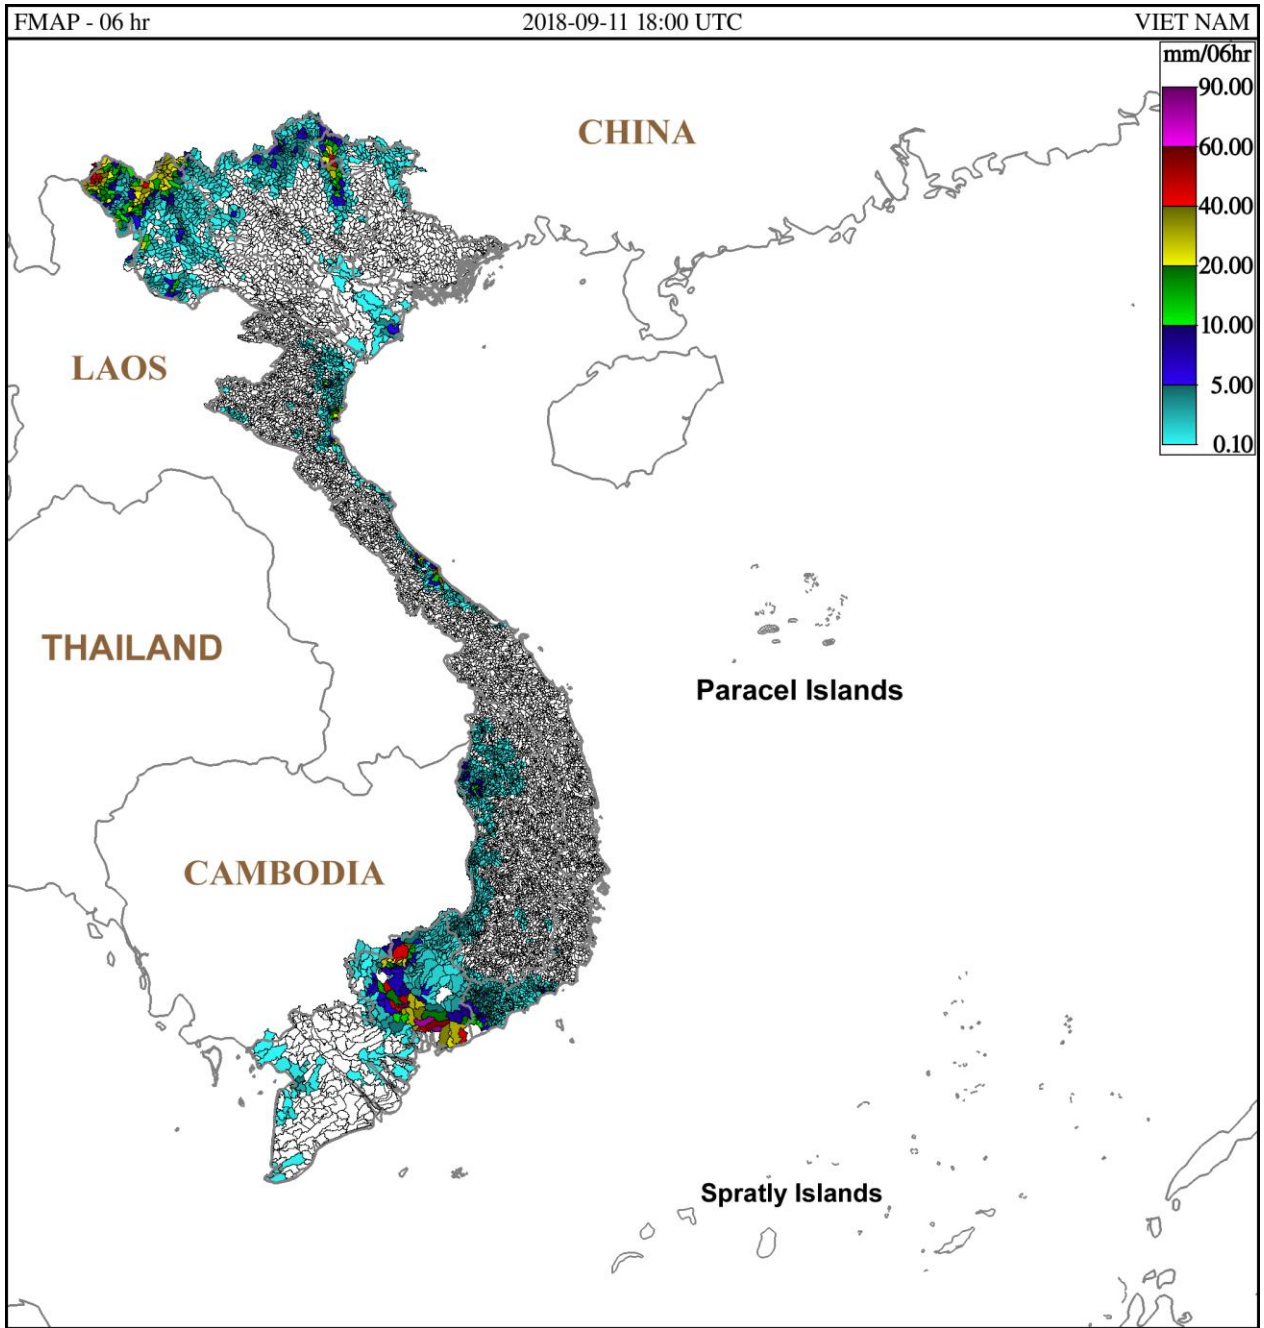 FMAP - 06 hr 2018-09-11 18:00 UTC VIET NAM
mm/06hr
90.00
CHINA
60.00
40.00
20.00
10.00
LAOS
5.00
0.10
THAILAND
Paracel Islands
CAMBODIA
Spratly Islands